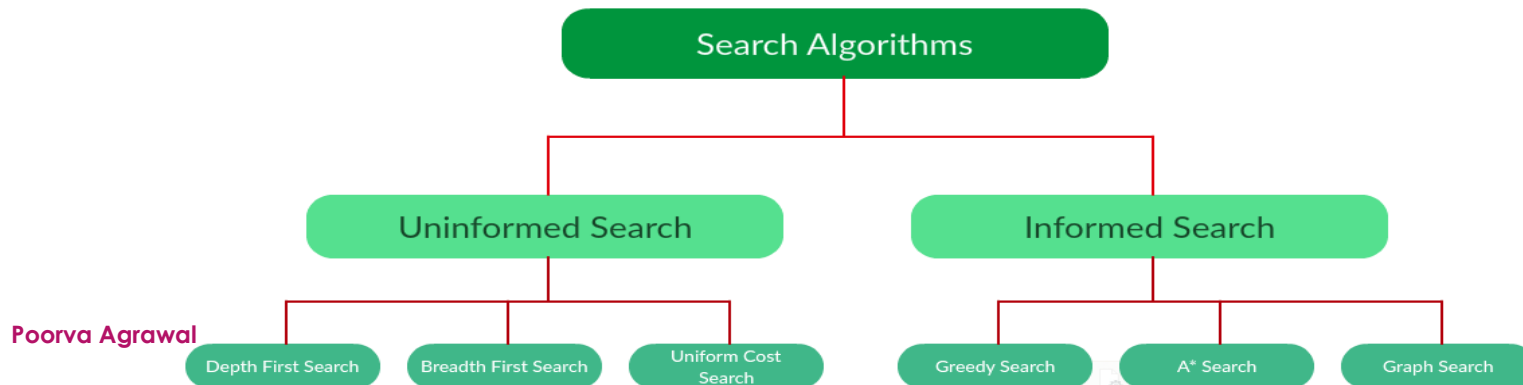 Search Algorithms
Uninformed Search
Informed Search
Poorva Agrawal
Depth First Search
Breadth First Search
Uniform Cost
Search
Greedy Search
A* Search
Graph Search